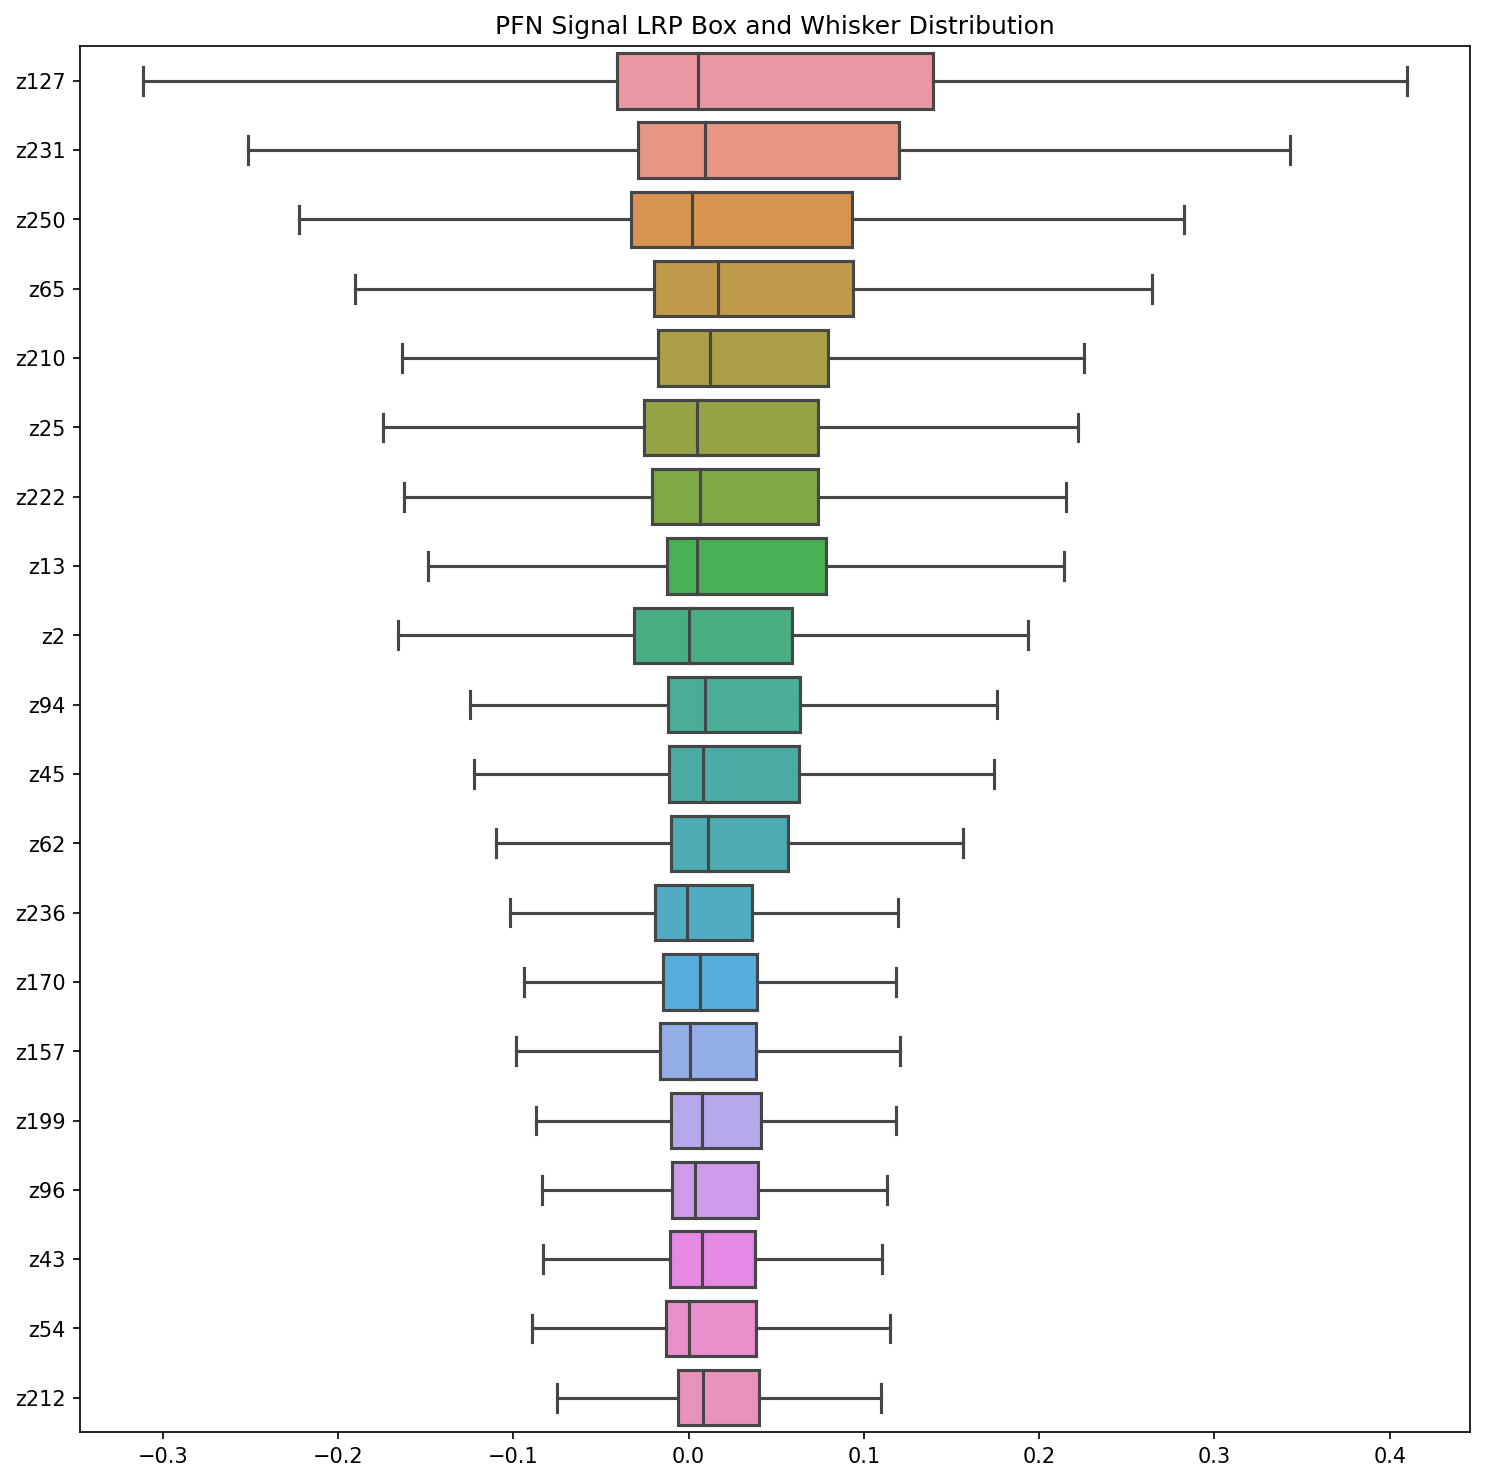 PFN Signal LRP Box and Whisker Distribution
z127
z231
z250
z65
z210
z25
z222
z13
z2
z94
z45
z62
z236
z170
z157
z199
z96
z43
z54
z212
−0.3 −0.2 −0.1 0.0 0.1 0.2 0.3 0.4